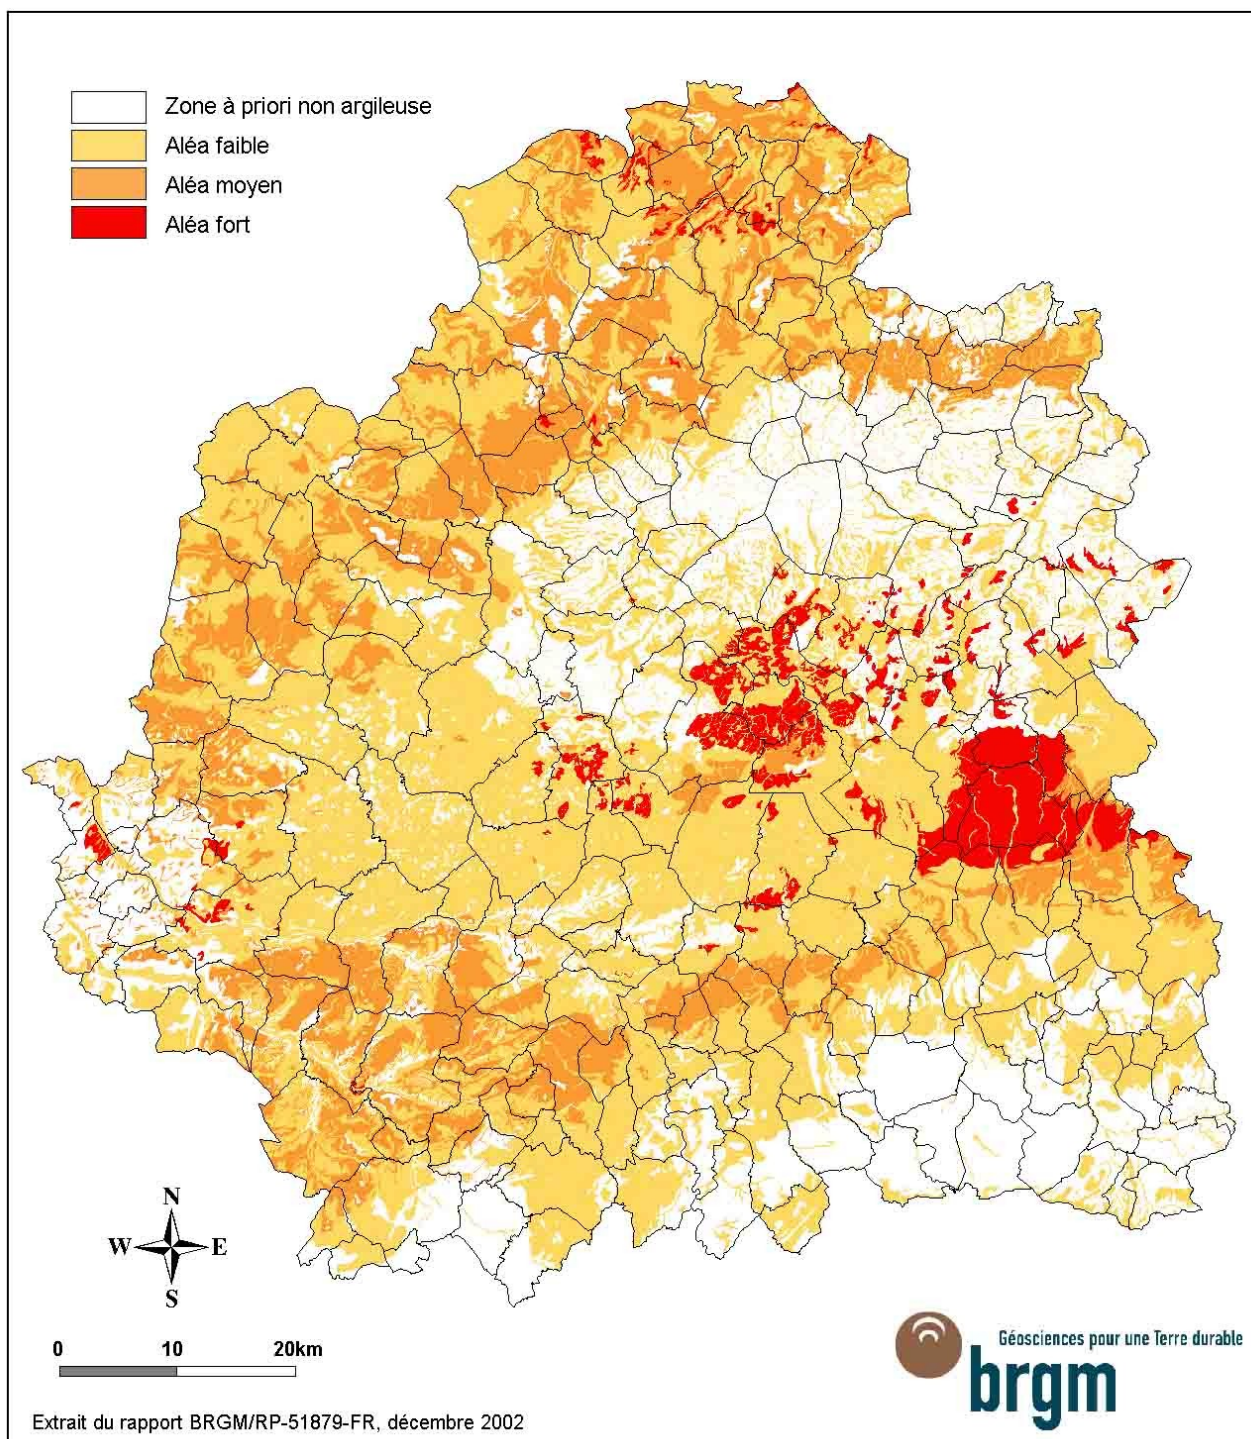 Zone à priori non argileuse
Aléa faible
Aléa moyen
Aléa fort
N
W E
S
0 10 20km
Extrait du rapport BRGM/RP-51879-FR, décembre 2002
Géosciences pour une Terre durable
brgm